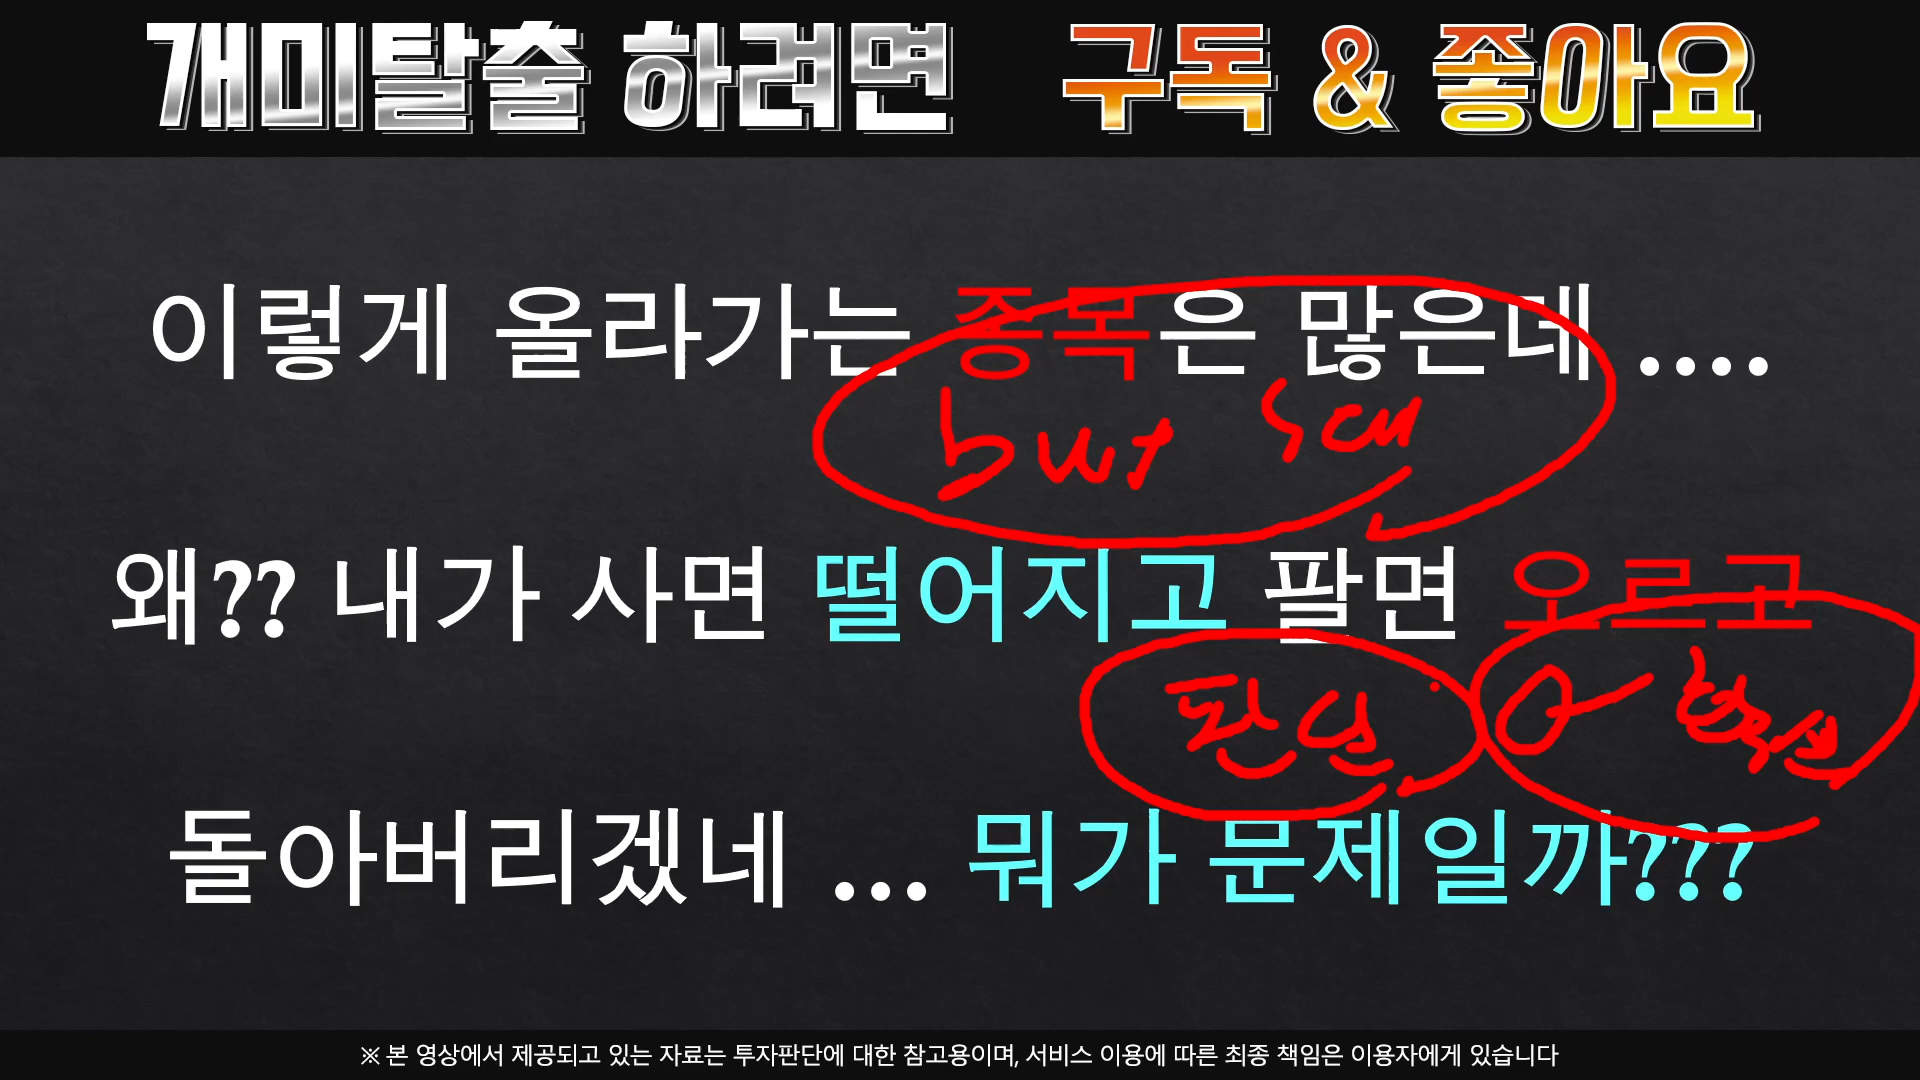 개미탈출 하려면 구독 & 좋아요
이렇게 올라가는 종목은 많은데 ....
but
왜?? 내가 사면 떨어지고 팔면 오르고
판단
돌아버리겠네 ... 뭐가 문제일까???
※ 본 영상에서 제공되고 있는 자료는 투자판단에 대한 참고용이며, 서비스 이용에 따른 최종 책임은 이용자에게 있습니다